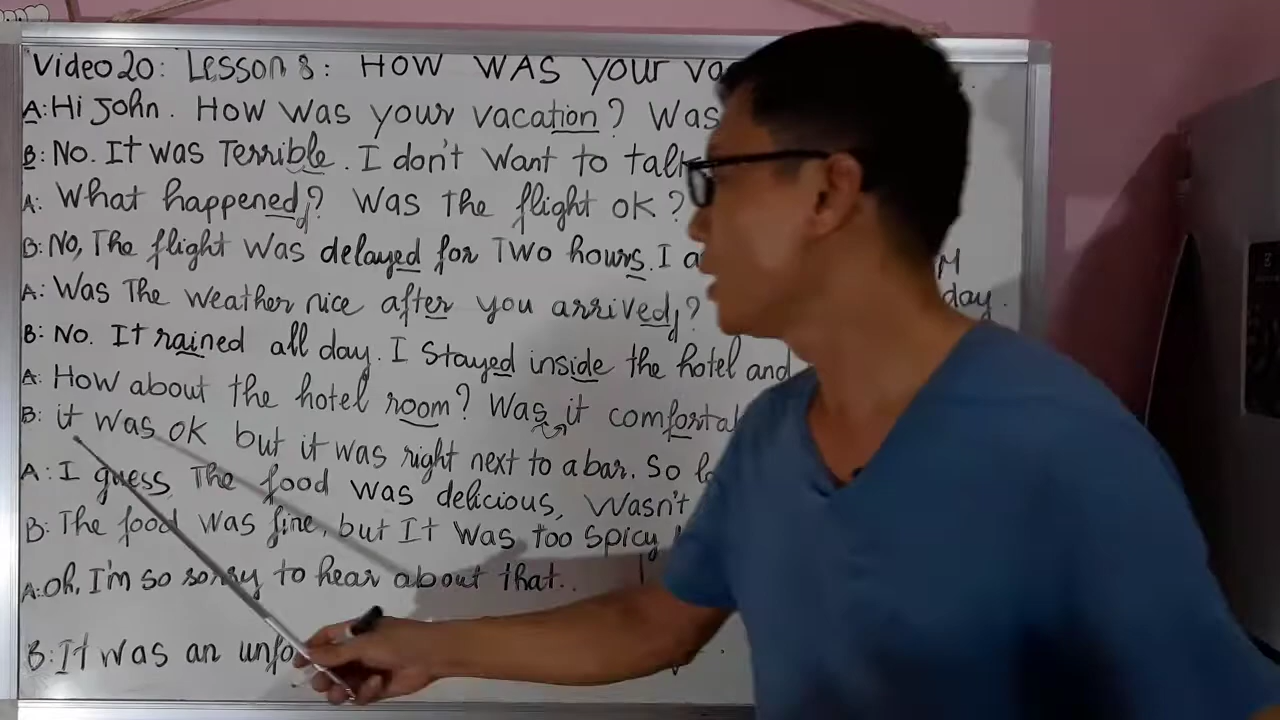 Video 20: Lesson 8: HOW WAS your
A: Hi John. How was your vacation? Was
B: No. It was Terrible. I don't want to talk
A: What happened? Was the flight OK?
B: No, The flight was delayed for Two hours. I
A: Was The weather nice after you arrived?
day.
B: No. It rained all day. I stayed inside the hotel and
A: How about the hotel room? Was it
B: it was OK but it was right next to a bar. So
A: I guess The food was delicious, Wasn't
B: The food was fine, but It was too spicy
A: Oh, I'm so sorry to hear about that.
B: It was an